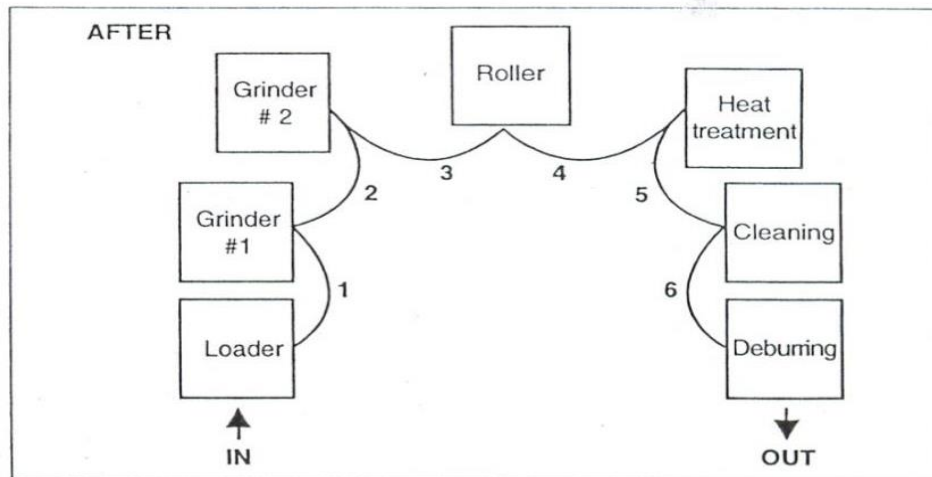 AFTER
Grinder
# 2
Roller
Heat
treatment
3
4
2
5
Grinder
#1
Cleaning
1
6
Loader
Deburring
IN
OUT